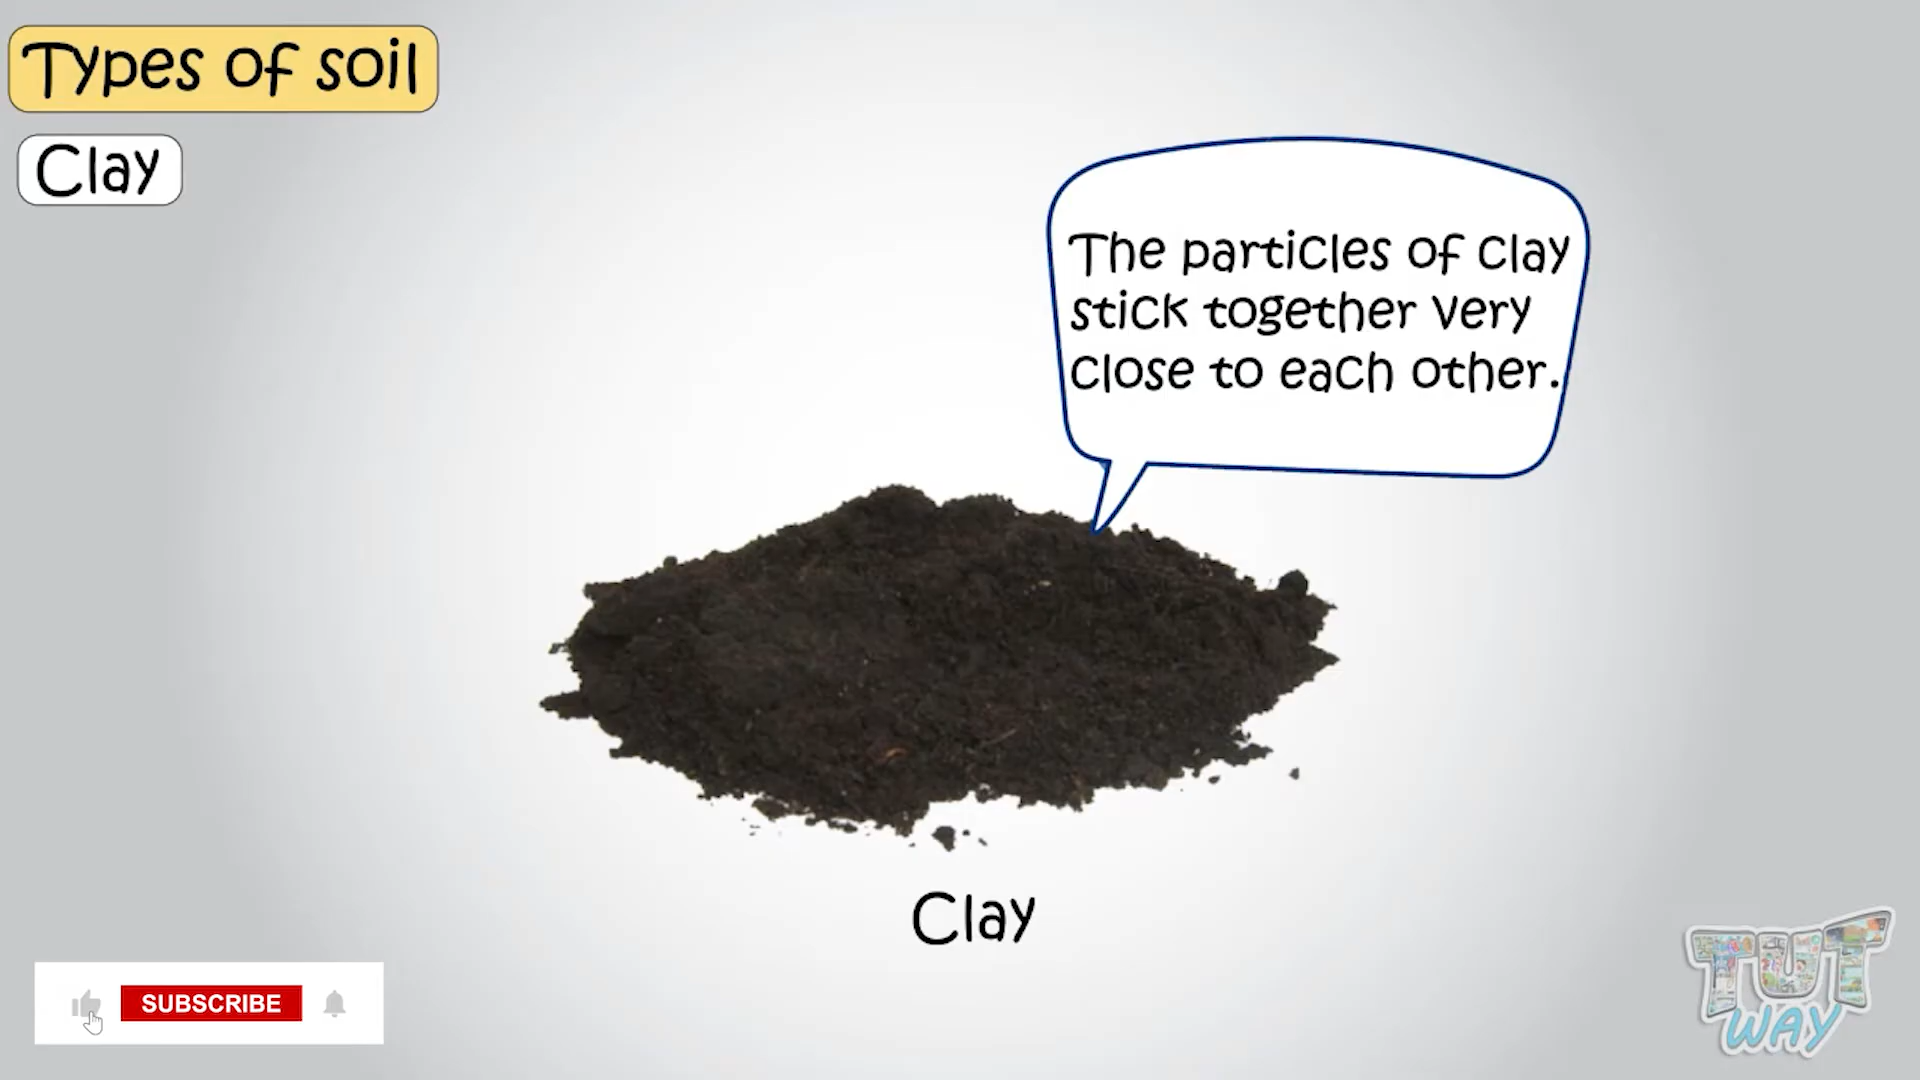 Types of soil
Clay
The particles of clay
stick together very
close to each other.
Clay
SUBSCRIBE
TUT
WAY